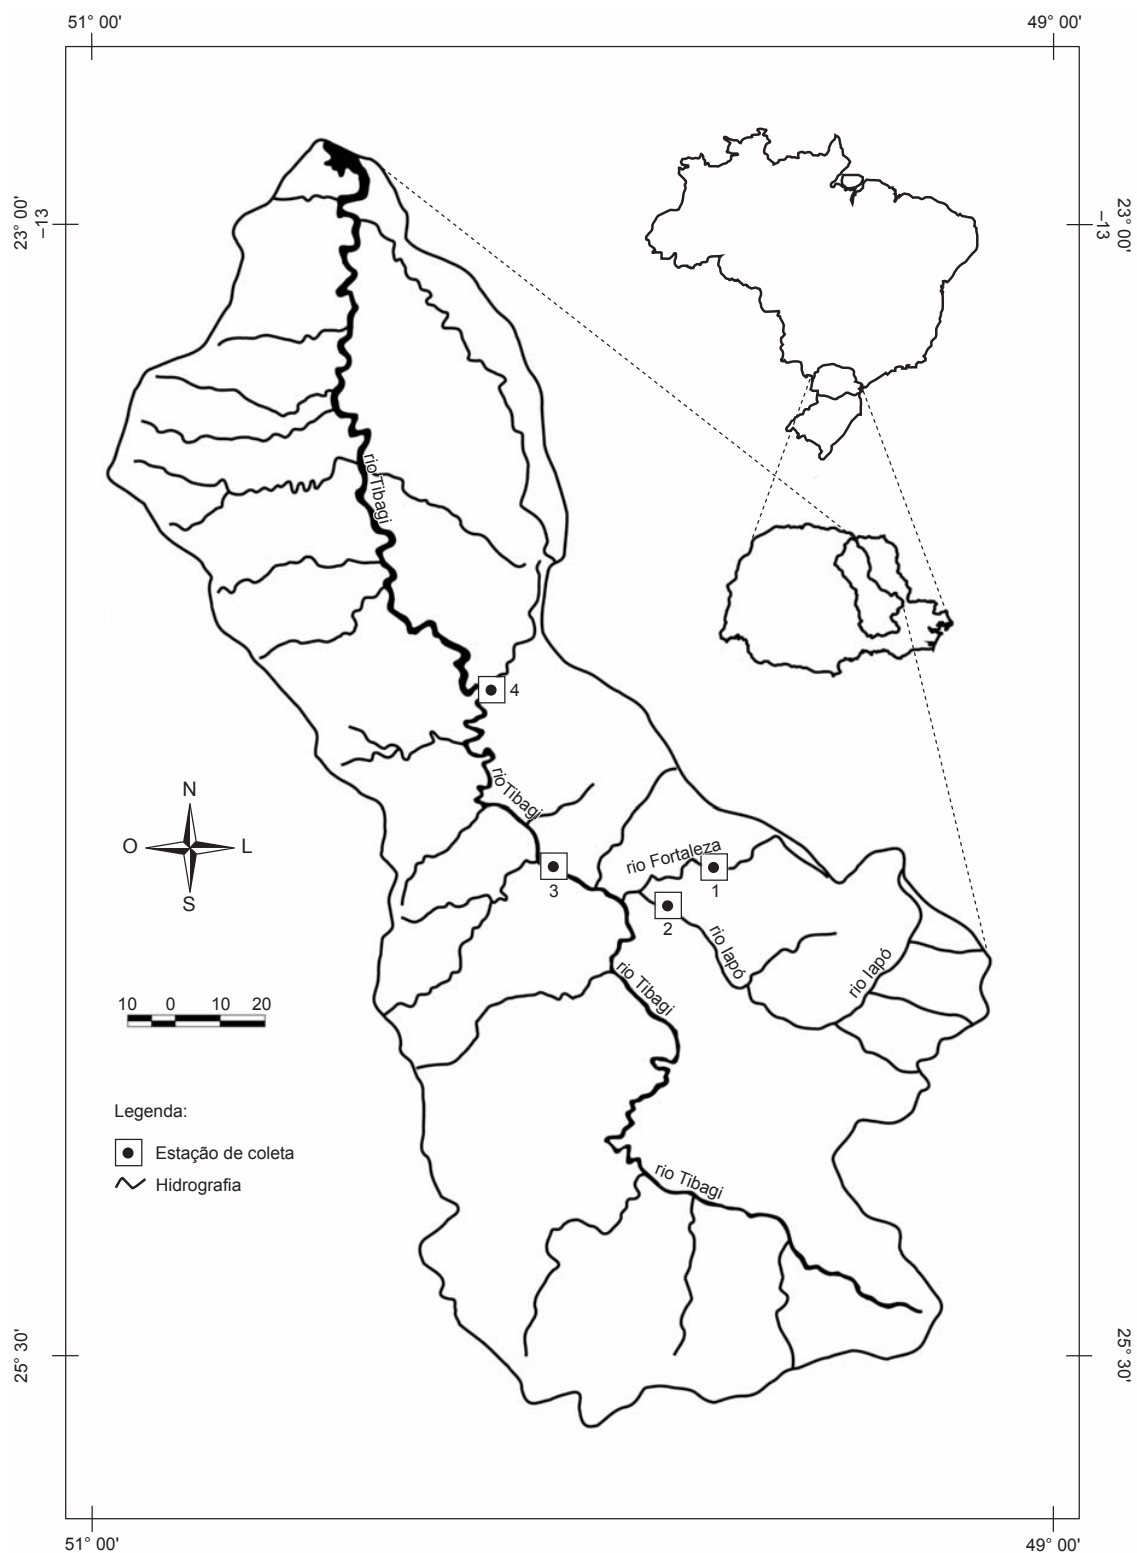 51° 00'
49° 00'
23° 00'
–13
23° 00'
–13
rio Tibagi
4
rio Tibagi
N
O
L
S
rio Fortaleza
1
3
2
rio Iapó
rio Iapó
rio Tibagi
10 0 10 20
Legenda:
Estação de coleta
Hidrografia
rio Tibagi
25° 30'
25° 30'
51° 00'
49° 00'